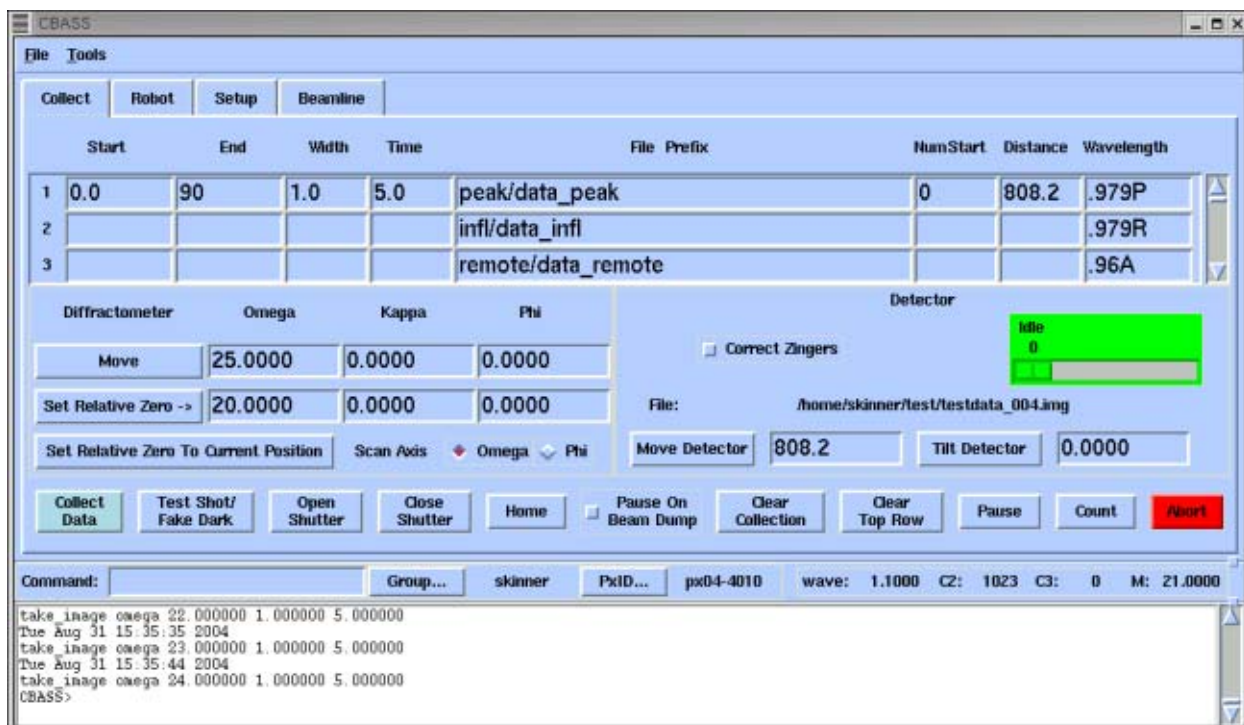 CBASS
File Tools
Collect Robot Setup Beamline
Start End Width Time File Prefix NumStart Distance Wavelength
1 0.0 90 1.0 5.0 peak/data_peak 0 808.2 .979P
2 infl/data_infl .979R
3 remote/data_remote .96A
Diffractometer Omega Kappa Phi
Move 25.0000 0.0000 0.0000
Set Relative Zero -> 20.0000 0.0000 0.0000
Set Relative Zero To Current Position Scan Axis Omega Phi
Detector
Correct Zingers
Idle
0
File: /home/skinner/test/testdata_004.img
Move Detector 808.2 Tilt Detector 0.0000
Collect Data
Test Shot/ Fake Dark
Open Shutter
Close Shutter
Home
Pause On Beam Dump
Clear Collection
Clear Top Row
Pause
Count
Abort
Command: Group... skinner PxID... px04-4010 wave: 1.1000 C2: 1023 C3: 0 M: 21.0000
take_image omega 22.000000 1.000000 5.000000
Tue Aug 31 15:35:35 2004
take_image omega 23.000000 1.000000 5.000000
Tue Aug 31 15:35:44 2004
take_image omega 24.000000 1.000000 5.000000
CBASS>